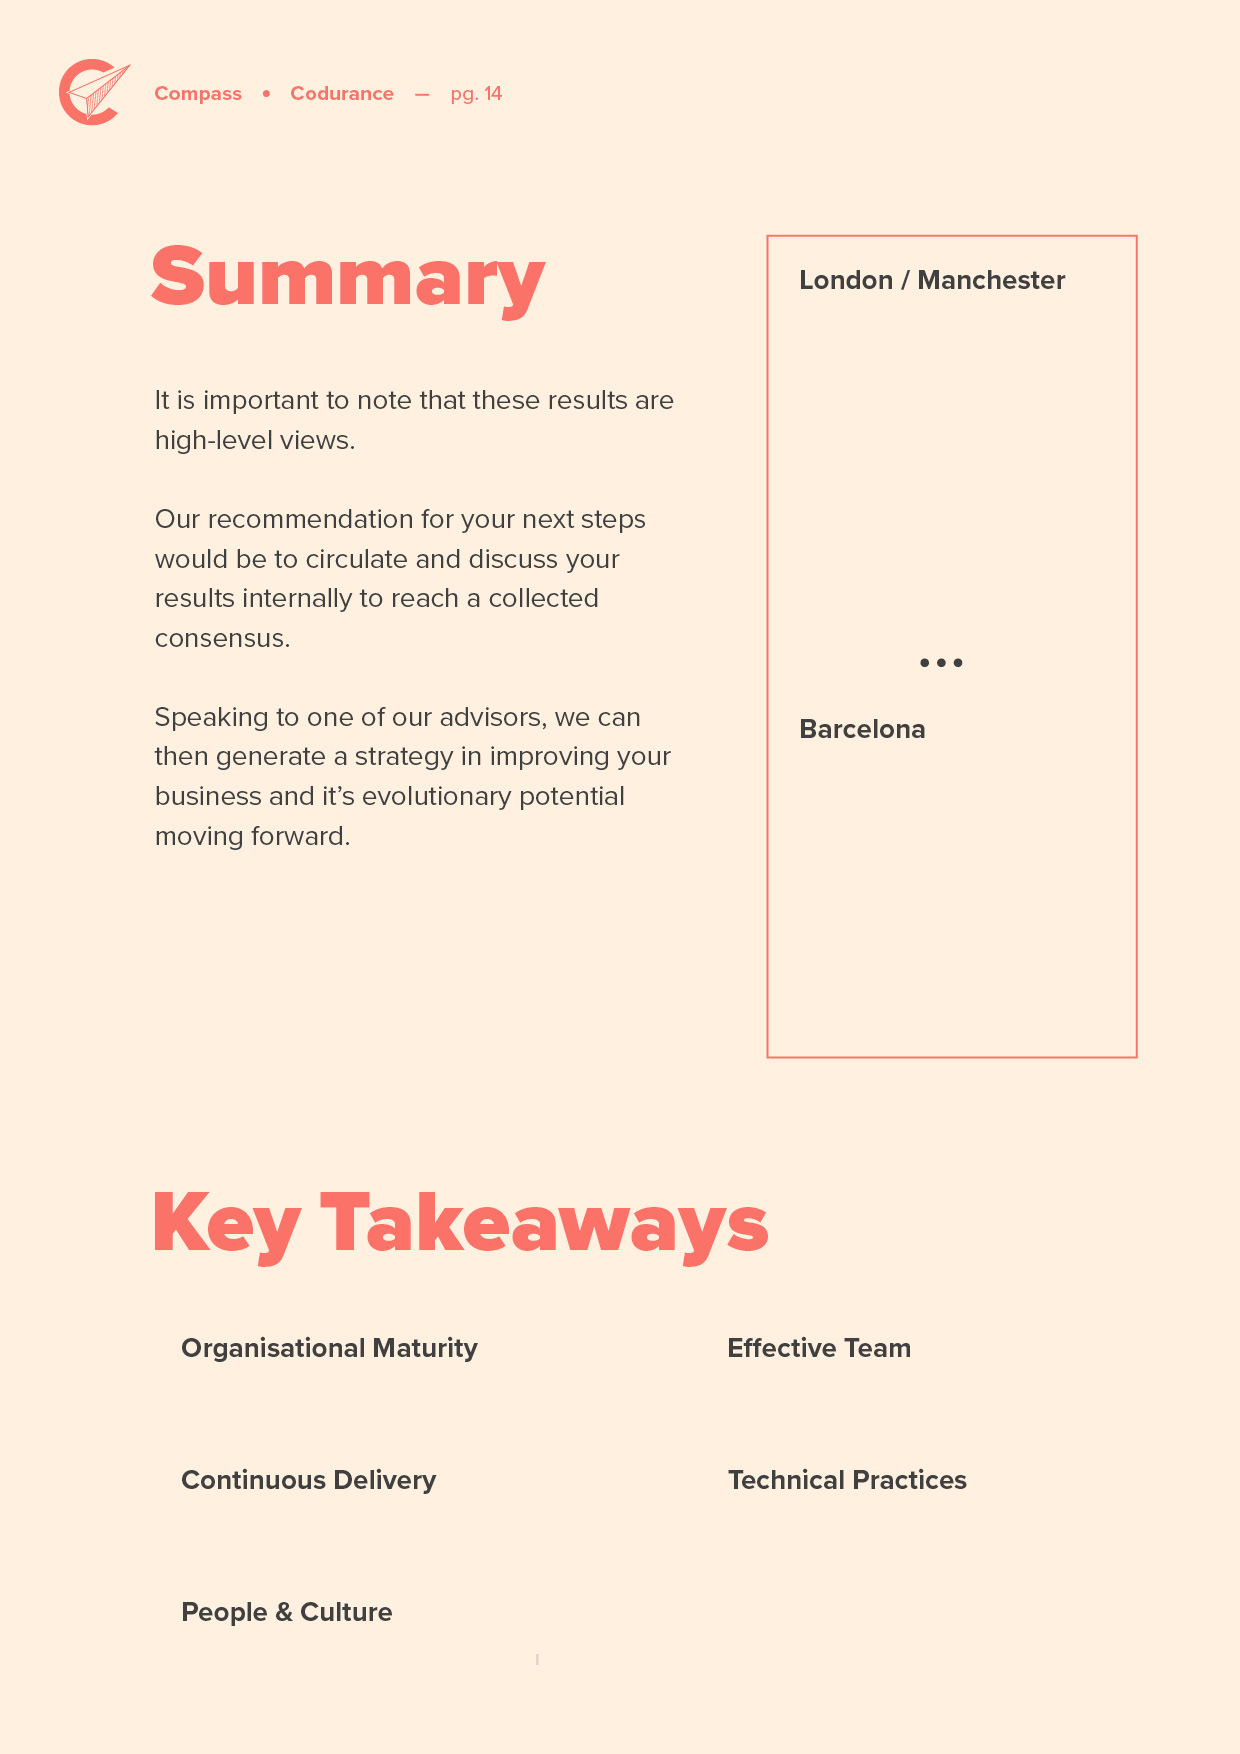 Compass • Codurance — pg. 14
Summary
It is important to note that these results are
high-level views.
Our recommendation for your next steps
would be to circulate and discuss your
results internally to reach a collected
consensus.
Speaking to one of our advisors, we can
then generate a strategy in improving your
business and it’s evolutionary potential
moving forward.
London / Manchester
•••
Barcelona
Key Takeaways
Organisational Maturity
Effective Team
Continuous Delivery
Technical Practices
People & Culture